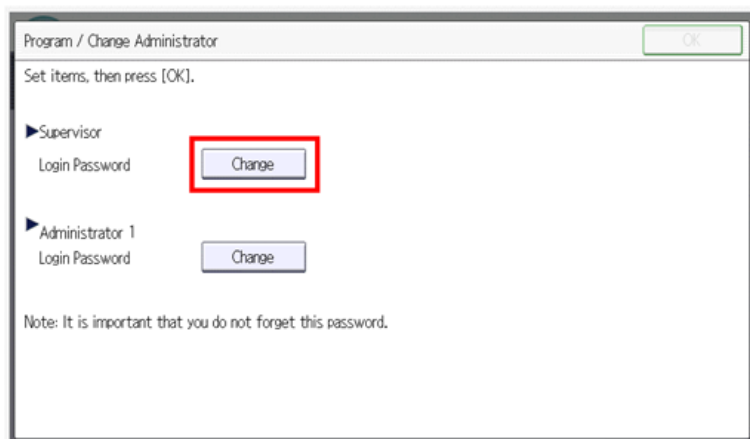 Program / Change Administrator
OK
Set items, then press [OK].
▶Supervisor
Login Password
Change
▶Administrator 1
Login Password
Change
Note: It is important that you do not forget this password.